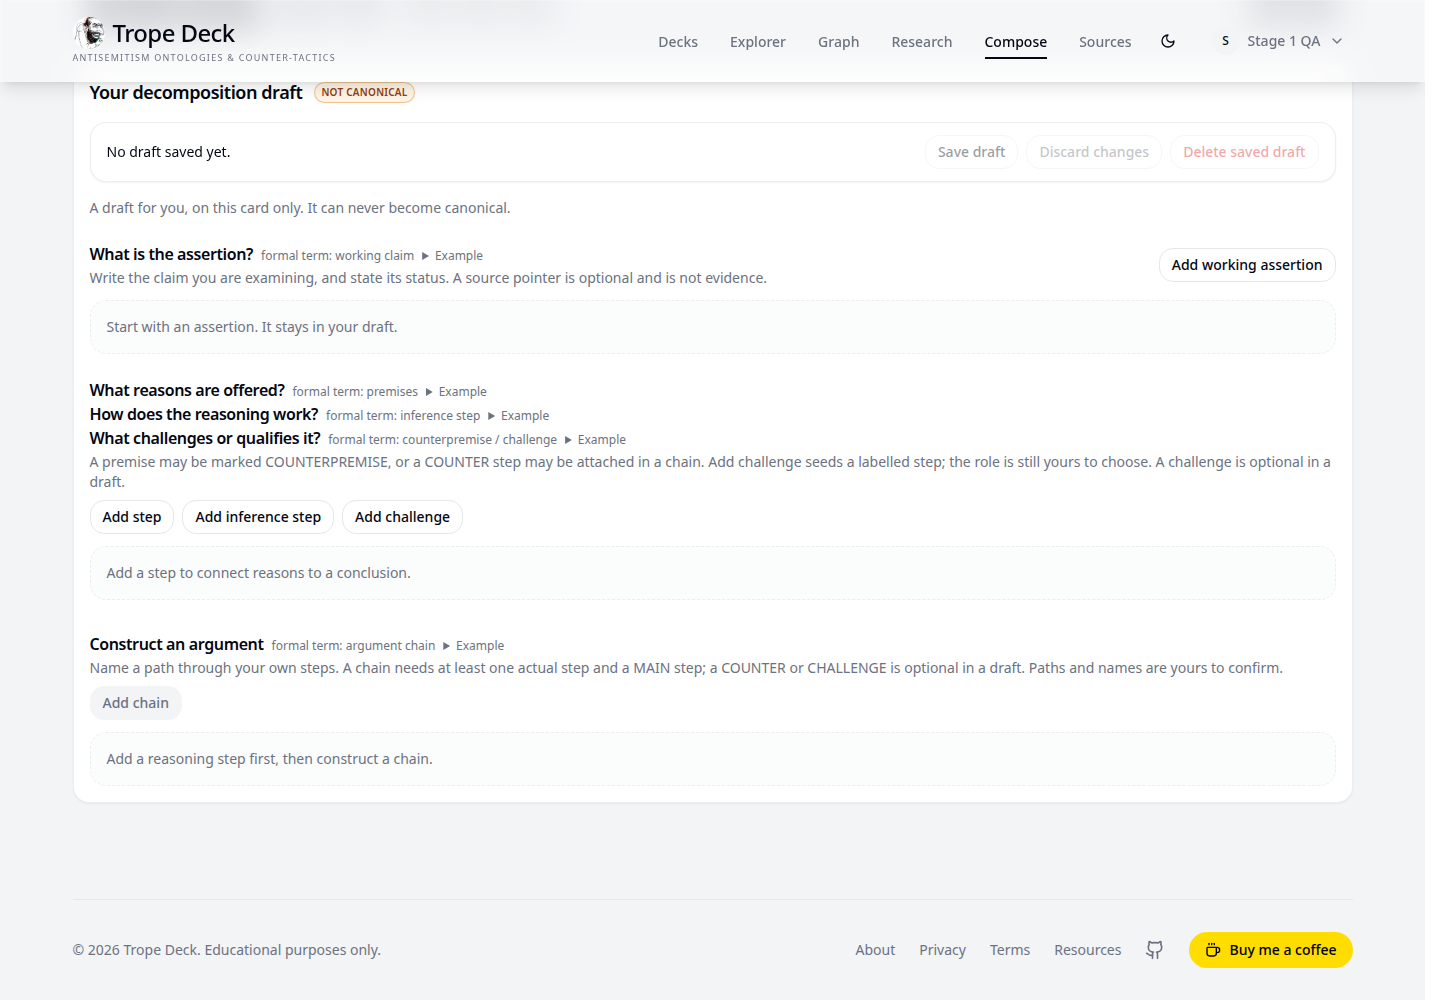 Trope Deck
ANTISEMITISM ONTOLOGIES & COUNTER-TACTICS
Decks
Explorer
Graph
Research
Compose
Sources
S
Stage 1 QA
Your decomposition draft
NOT CANONICAL
No draft saved yet.
Save draft
Discard changes
Delete saved draft
A draft for you, on this card only. It can never become canonical.
What is the assertion? formal term: working claim ▶ Example
Write the claim you are examining, and state its status. A source pointer is optional and is not evidence.
Add working assertion
Start with an assertion. It stays in your draft.
What reasons are offered? formal term: premises ▶ Example
How does the reasoning work? formal term: inference step ▶ Example
What challenges or qualifies it? formal term: counterpremise / challenge ▶ Example
A premise may be marked COUNTERPREMISE, or a COUNTER step may be attached in a chain. Add challenge seeds a labelled step; the role is still yours to choose. A challenge is optional in a
draft.
Add step
Add inference step
Add challenge
Add a step to connect reasons to a conclusion.
Construct an argument formal term: argument chain ▶ Example
Name a path through your own steps. A chain needs at least one actual step and a MAIN step; a COUNTER or CHALLENGE is optional in a draft. Paths and names are yours to confirm.
Add chain
Add a reasoning step first, then construct a chain.
© 2026 Trope Deck. Educational purposes only.
About
Privacy
Terms
Resources
Buy me a coffee